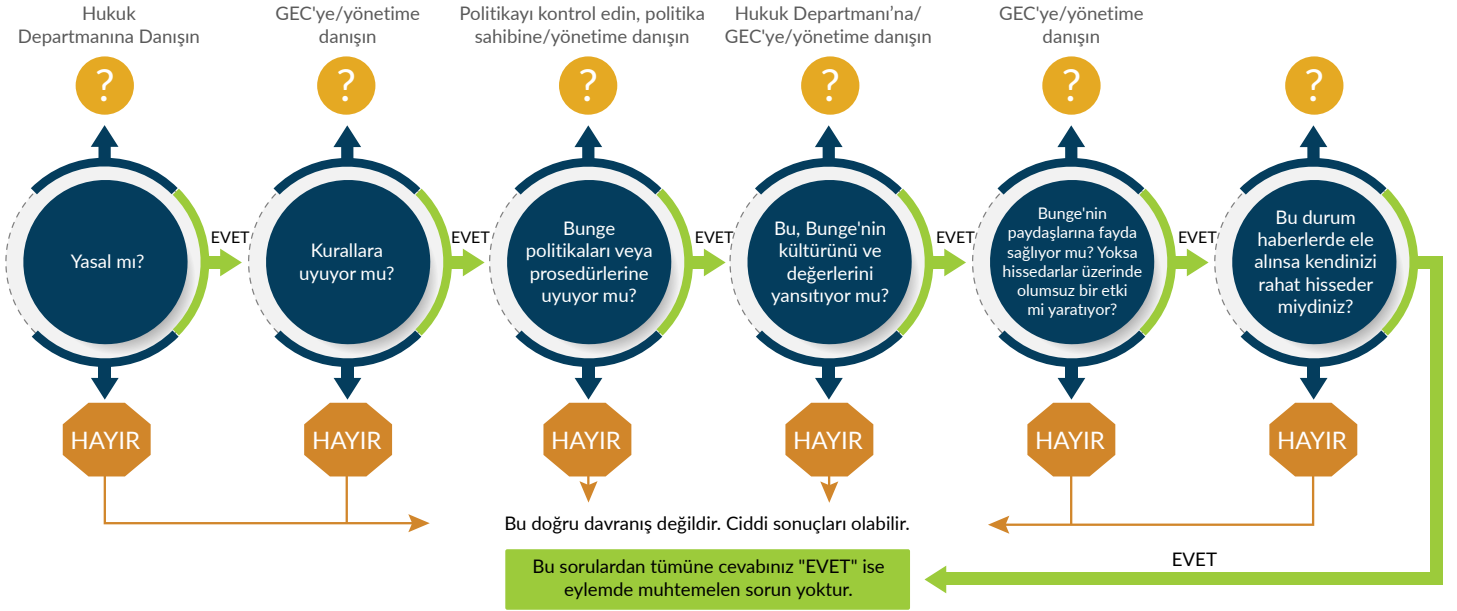 Hukuk
Departmanına Danışın
GEC'ye/yönetime
danışın
Politikayı kontrol edin, politika
sahibine/yönetime danışın
Hukuk Departmanı’na/
GEC'ye/yönetime danışın
GEC'ye/yönetime
danışın
?
?
?
?
?
?
Yasal mı?
EVET
Kurallara
uyuyor mu?
EVET
Bunge
politikaları veya
prosedürlerine
uyuyor mu?
EVET
Bu, Bunge'nin
kültürünü ve
değerlerini
yansıtıyor mu?
EVET
Bunge'nin
paydaşlarına fayda
sağlıyor mu? Yoksa
hissedarlar üzerinde
olumsuz bir etki
mi yaratıyor?
EVET
Bu durum
haberlerde ele
alınsa kendinizi
rahat hisseder
miydiniz?
HAYIR
HAYIR
HAYIR
HAYIR
HAYIR
HAYIR
Bu doğru davranış değildir. Ciddi sonuçları olabilir.
EVET
Bu sorulardan tümüne cevabınız "EVET" ise
eylemde muhtemelen sorun yoktur.